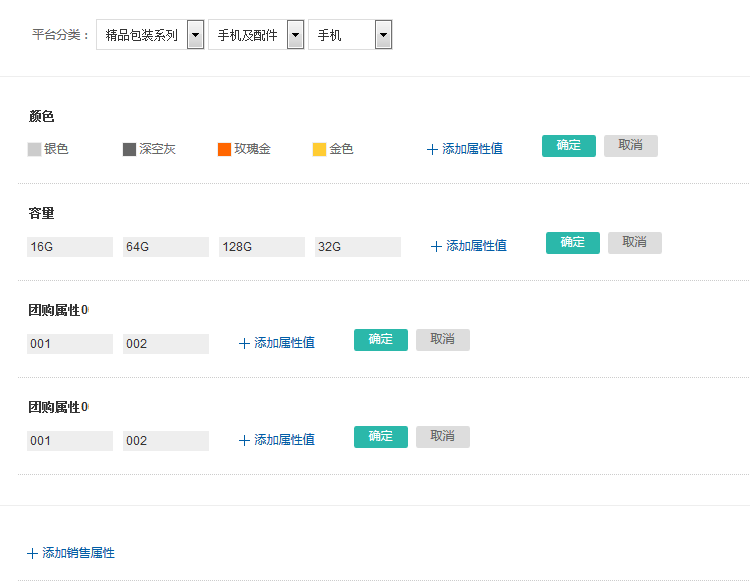 平台分类： 精品包装系列 手机及配件 手机
颜色
银色 深空灰 玫瑰金 金色 添加属性值 确定 取消
容量
16G 64G 128G 32G 添加属性值 确定 取消
团购属性0
001 002 添加属性值 确定 取消
团购属性0
001 002 添加属性值 确定 取消
添加销售属性